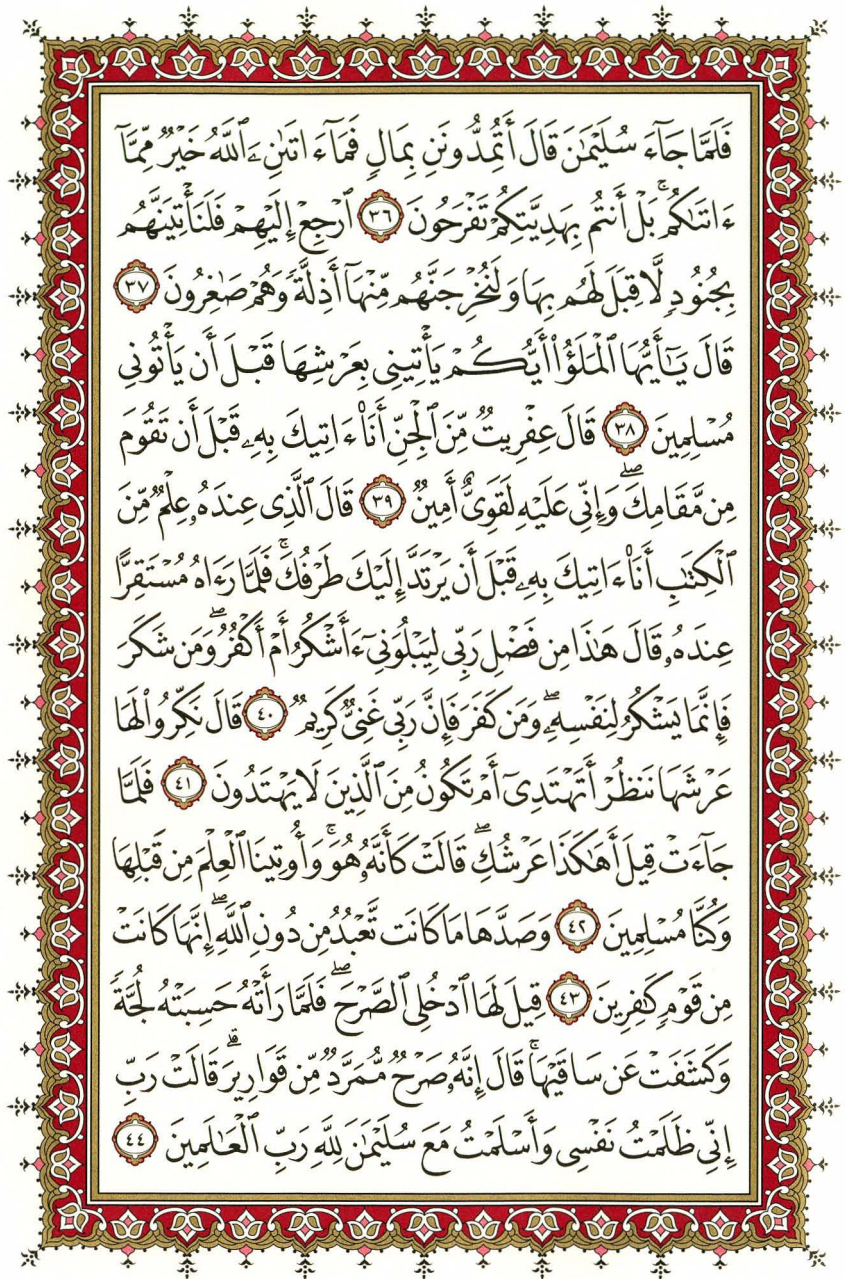 فَلَمَّا جَآءَ سُلَيْمَـٰنَ قَالَ أَتُمِدُّونَنِ بِمَالٍ فَمَآ ءَاتَىٰنِۦَ ٱللَّهُ خَيْرٌ مِّمَّآ
ءَاتَىٰكُم ۚ بَلْ أَنتُم بِهَدِيَّتِكُمْ تَفْرَحُونَ ٣٦ ٱرْجِعْ إِلَيْهِمْ فَلَنَأْتِيَنَّهُم
بِجُنُودٍ لَّا قِبَلَ لَهُم بِهَا وَلَنُخْرِجَنَّهُم مِّنْهَآ أَذِلَّةً وَهُمْ صَـٰغِرُونَ ٣٧
قَالَ يَـٰٓأَيُّهَا ٱلْمَلَؤُا۟ أَيُّكُمْ يَأْتِينِى بِعَرْشِهَا قَبْلَ أَن يَأْتُونِى
مُسْلِمِينَ ٣٨ قَالَ عِفْرِيتٌ مِّنَ ٱلْجِنِّ أَنَا۠ ءَاتِيكَ بِهِۦ قَبْلَ أَن تَقُومَ
مِن مَّقَامِكَ ۖ وَإِنِّى عَلَيْهِ لَقَوِىٌّ أَمِينٌ ٣٩ قَالَ ٱلَّذِى عِندَهُۥ عِلْمٌ مِّنَ
ٱلْكِتَـٰبِ أَنَا۠ ءَاتِيكَ بِهِۦ قَبْلَ أَن يَرْتَدَّ إِلَيْكَ طَرْفُكَ ۚ فَلَمَّا رَءَاهُ مُسْتَقِرًّا
عِندَهُۥ قَالَ هَـٰذَا مِن فَضْلِ رَبِّى لِيَبْلُوَنِىٓ ءَأَشْكُرُ أَمْ أَكْفُرُ ۖ وَمَن شَكَرَ
فَإِنَّمَا يَشْكُرُ لِنَفْسِهِۦ ۖ وَمَن كَفَرَ فَإِنَّ رَبِّى غَنِىٌّ كَرِيمٌ ٤٠ قَالَ نَكِّرُوا۟ لَهَا
عَرْشَهَا نَنظُرْ أَتَهْتَدِىٓ أَمْ تَكُونُ مِنَ ٱلَّذِينَ لَا يَهْتَدُونَ ٤١ فَلَمَّا
جَآءَتْ قِيلَ أَهَـٰكَذَا عَرْشُكِ ۖ قَالَتْ كَأَنَّهُۥ هُوَ ۚ وَأُوتِينَا ٱلْعِلْمَ مِن قَبْلِهَا
وَكُنَّا مُسْلِمِينَ ٤٢ وَصَدَّهَا مَا كَانَت تَّعْبُدُ مِن دُونِ ٱللَّهِ ۖ إِنَّهَا كَانَتْ
مِن قَوْمٍ كَـٰفِرِينَ ٤٣ قِيلَ لَهَا ٱدْخُلِى ٱلصَّرْحَ ۖ فَلَمَّا رَأَتْهُ حَسِبَتْهُ لُجَّةً
وَكَشَفَتْ عَن سَاقَيْهَا ۚ قَالَ إِنَّهُۥ صَرْحٌ مُّمَرَّدٌ مِّن قَوَارِيرَ ۗ قَالَتْ رَبِّ
إِنِّى ظَلَمْتُ نَفْسِى وَأَسْلَمْتُ مَعَ سُلَيْمَـٰنَ لِلَّهِ رَبِّ ٱلْعَـٰلَمِينَ ٤٤